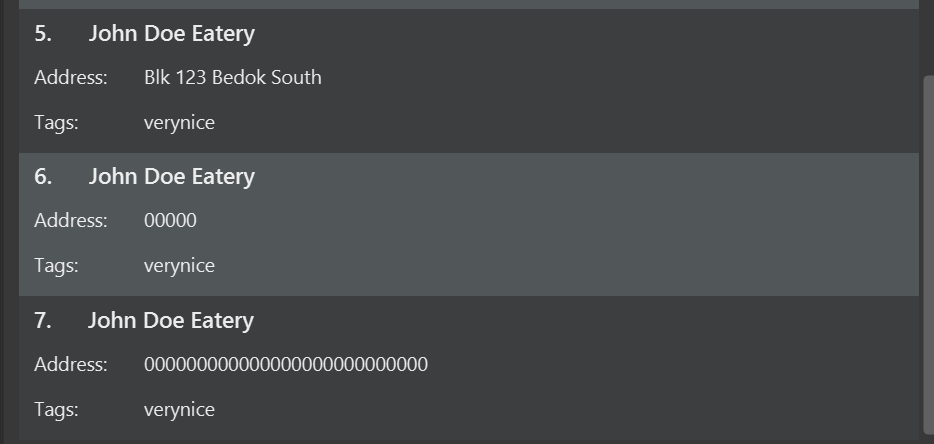 5. John Doe Eatery
Address: Blk 123 Bedok South
Tags: verynice
6. John Doe Eatery
Address: 00000
Tags: verynice
7. John Doe Eatery
Address: 000000000000000000000000000
Tags: verynice